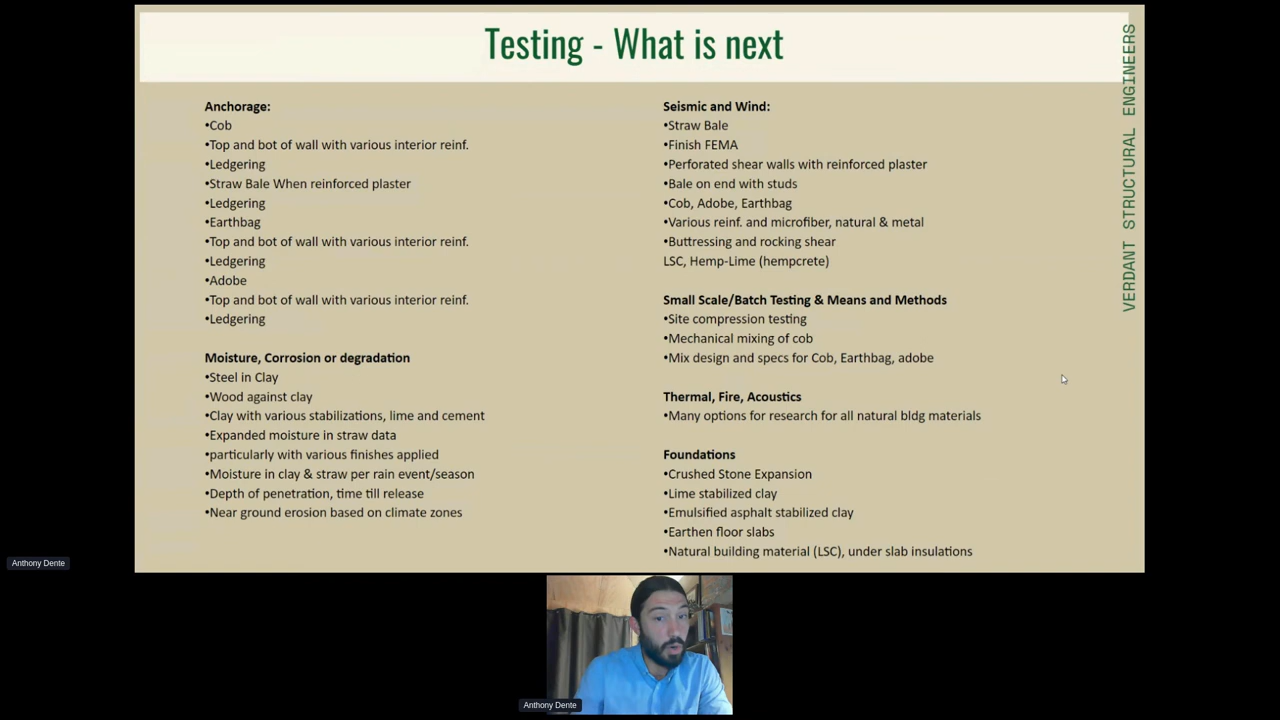 Testing - What is next
VERDANT STRUCTURAL ENGINEERS
Anchorage:
•Cob
•Top and bot of wall with various interior reinf.
•Ledgering
•Straw Bale When reinforced plaster
•Ledgering
•Earthbag
•Top and bot of wall with various interior reinf.
•Ledgering
•Adobe
•Top and bot of wall with various interior reinf.
•Ledgering
Moisture, Corrosion or degradation
•Steel in Clay
•Wood against clay
•Clay with various stabilizations, lime and cement
•Expanded moisture in straw data
•particularly with various finishes applied
•Moisture in clay & straw per rain event/season
•Depth of penetration, time till release
•Near ground erosion based on climate zones
Seismic and Wind:
•Straw Bale
•Finish FEMA
•Perforated shear walls with reinforced plaster
•Bale on end with studs
•Cob, Adobe, Earthbag
•Various reinf. and microfiber, natural & metal
•Buttressing and rocking shear
LSC, Hemp-Lime (hempcrete)
Small Scale/Batch Testing & Means and Methods
•Site compression testing
•Mechanical mixing of cob
•Mix design and specs for Cob, Earthbag, adobe
Thermal, Fire, Acoustics
•Many options for research for all natural bldg materials
Foundations
•Crushed Stone Expansion
•Lime stabilized clay
•Emulsified asphalt stabilized clay
•Earthen floor slabs
•Natural building material (LSC), under slab insulations
Anthony Dente
Anthony Dente